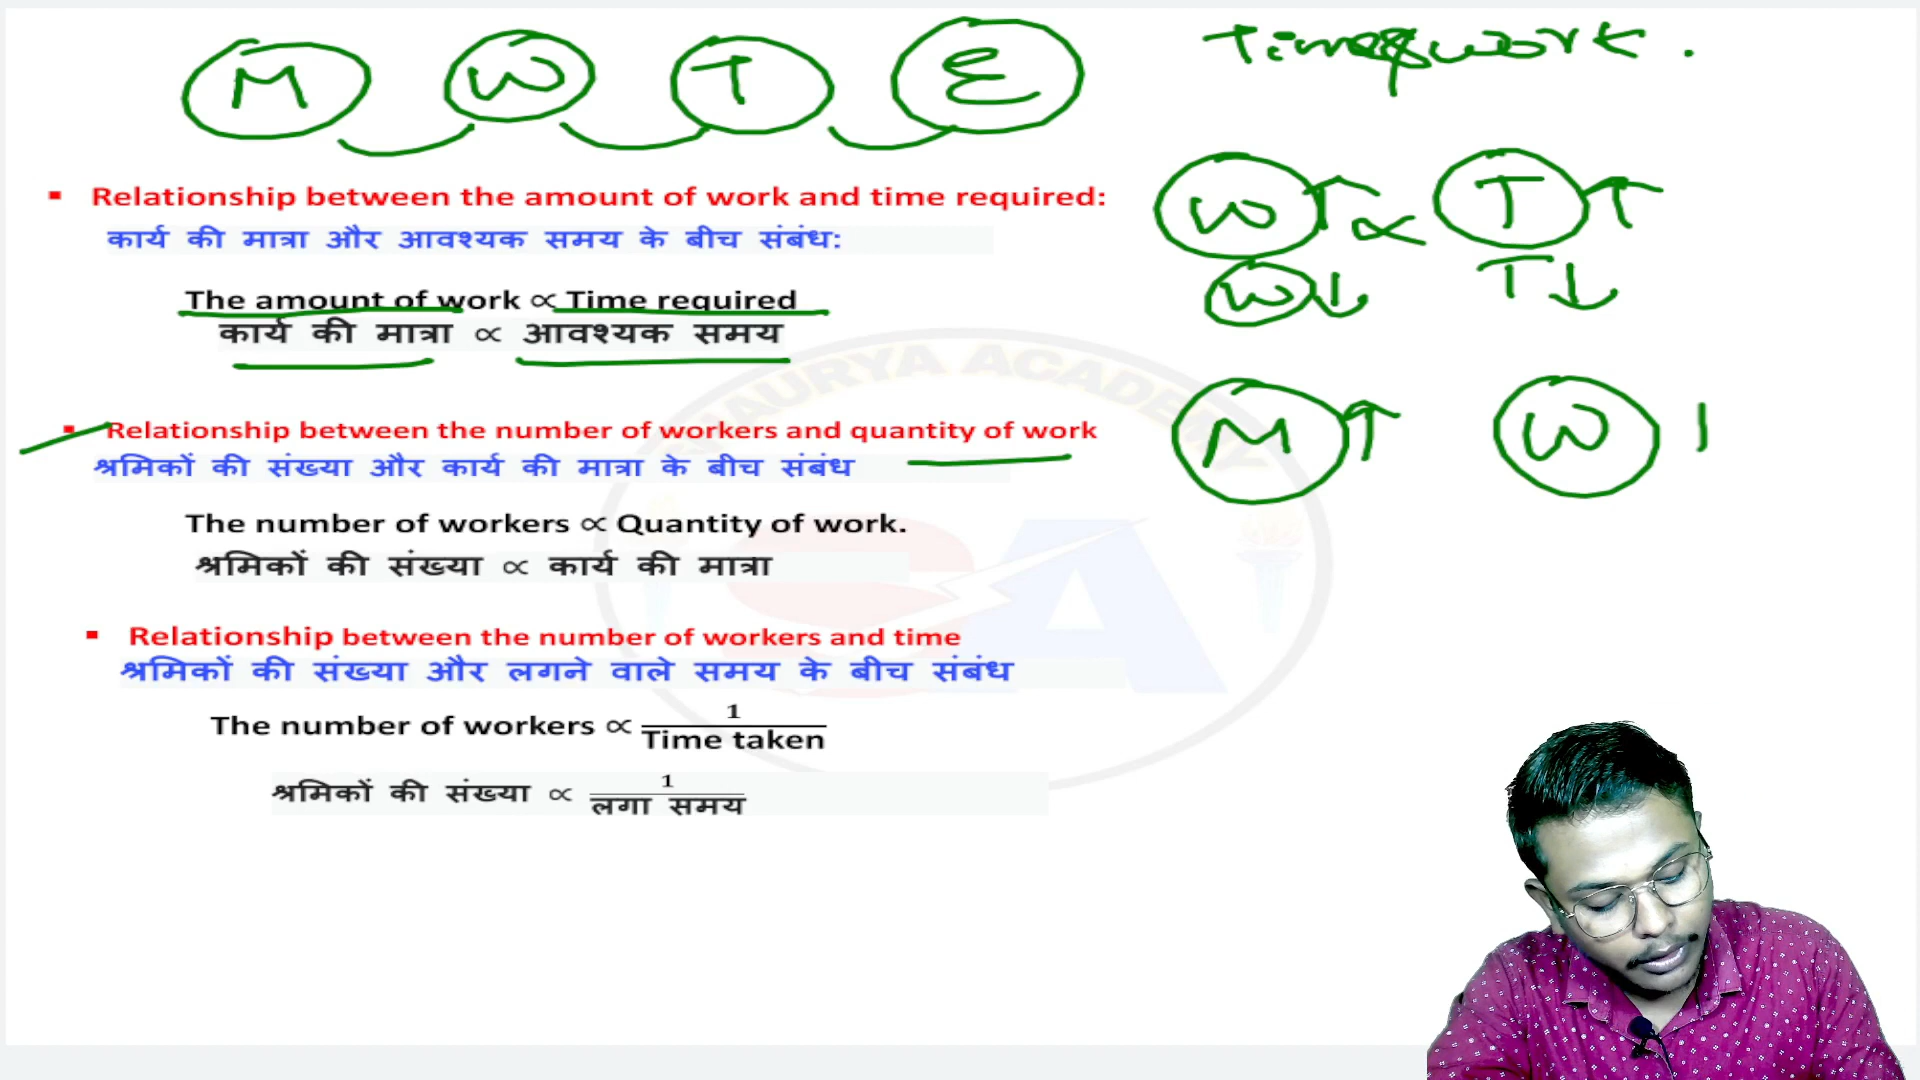 M W T E
Time & work.
▪ Relationship between the amount of work and time required:
कार्य की मात्रा और आवश्यक समय के बीच संबंध:
The amount of work ∝ Time required
कार्य की मात्रा ∝ आवश्यक समय
W↑ ∝ T↑
W↓ T↓
▪ Relationship between the number of workers and quantity of work
श्रमिकों की संख्या और कार्य की मात्रा के बीच संबंध
M↑ W |
The number of workers ∝ Quantity of work.
श्रमिकों की संख्या ∝ कार्य की मात्रा
▪ Relationship between the number of workers and time
श्रमिकों की संख्या और लगने वाले समय के बीच संबंध
The number of workers ∝ 1/Time taken
श्रमिकों की संख्या ∝ 1/लगा समय
SAURYA ACADEMY
SA